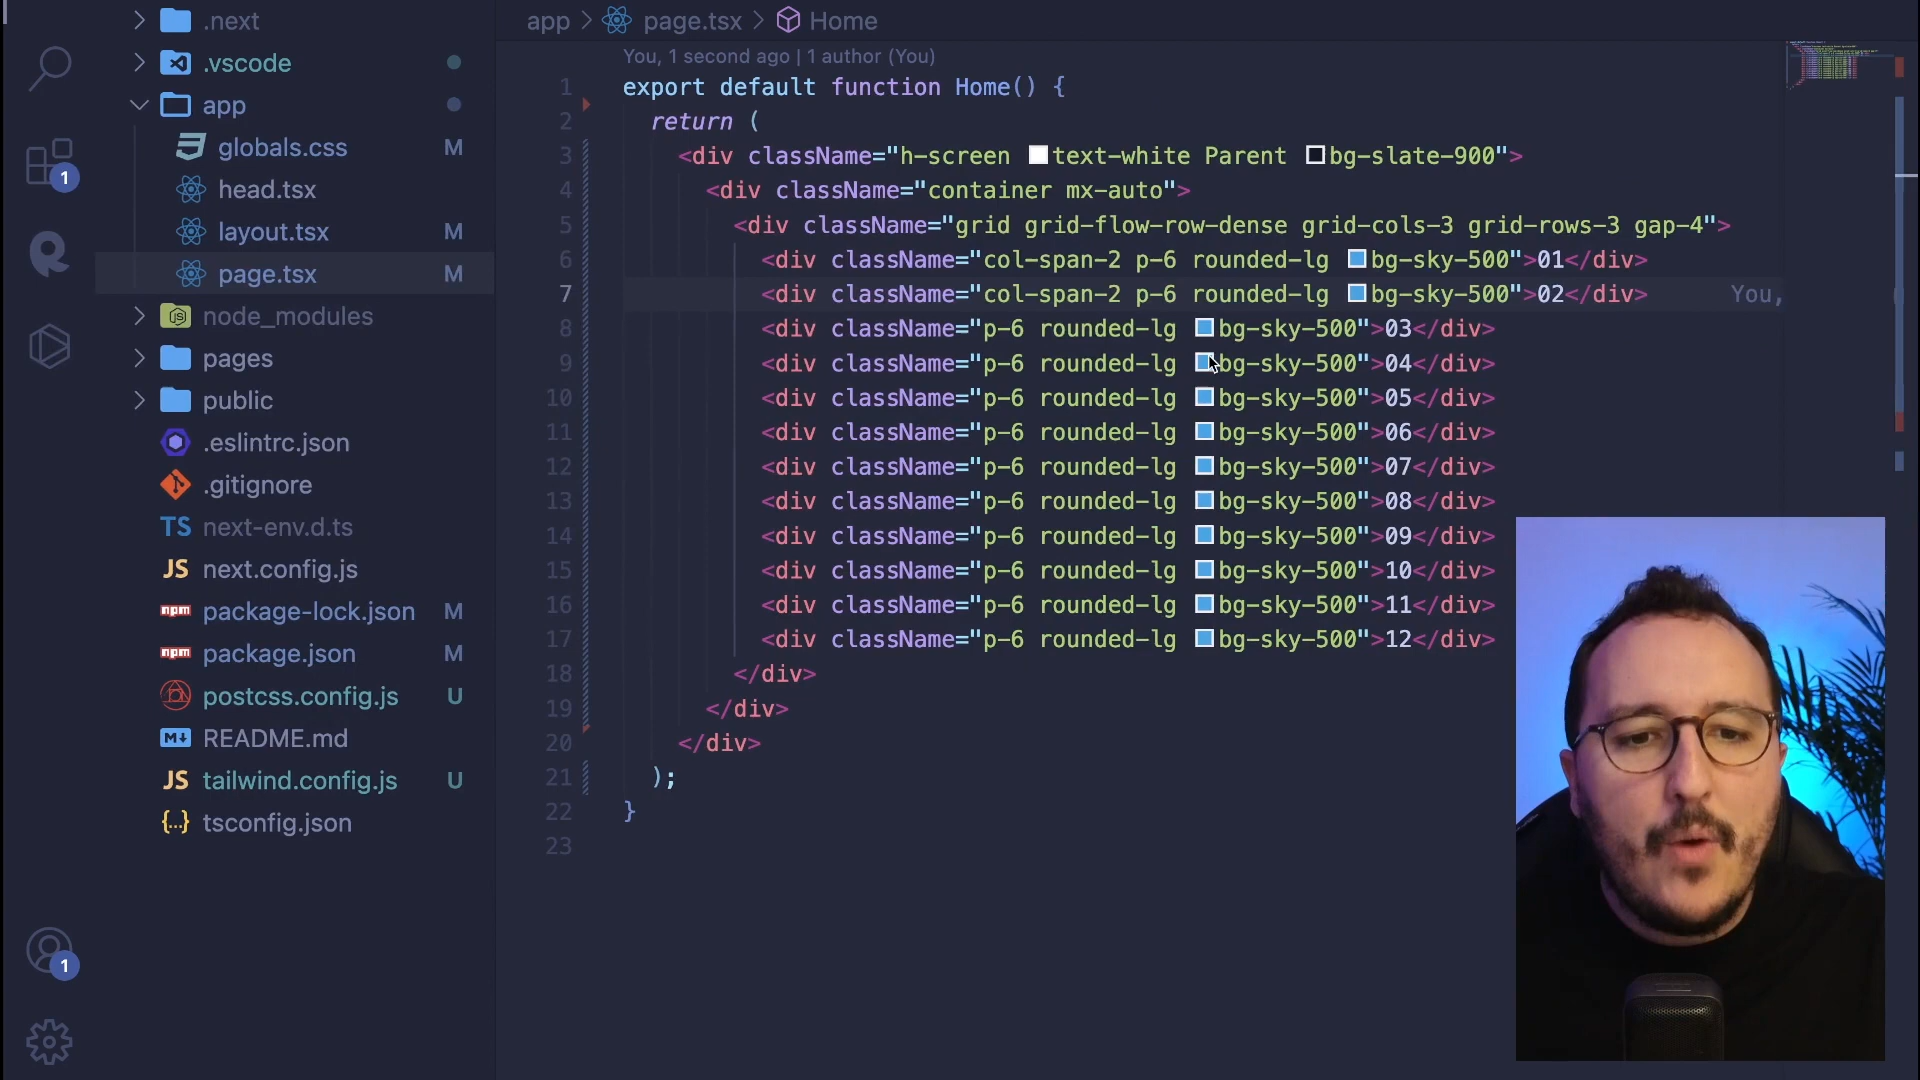 .next
.vscode
app
globals.css M
head.tsx
layout.tsx M
page.tsx M
node_modules
pages
public
.eslintrc.json
.gitignore
TS next-env.d.ts
JS next.config.js
npm package-lock.json M
npm package.json M
postcss.config.js U
M README.md
JS tailwind.config.js U
{...} tsconfig.json
1
1
app > page.tsx > Home
You, 1 second ago | 1 author (You)
1 export default function Home() {
2 return (
3 <div className="h-screen text-white Parent bg-slate-900">
4 <div className="container mx-auto">
5 <div className="grid grid-flow-row-dense grid-cols-3 grid-rows-3 gap-4">
6 <div className="col-span-2 p-6 rounded-lg bg-sky-500">01</div>
7 <div className="col-span-2 p-6 rounded-lg bg-sky-500">02</div> You,
8 <div className="p-6 rounded-lg bg-sky-500">03</div>
9 <div className="p-6 rounded-lg bg-sky-500">04</div>
10 <div className="p-6 rounded-lg bg-sky-500">05</div>
11 <div className="p-6 rounded-lg bg-sky-500">06</div>
12 <div className="p-6 rounded-lg bg-sky-500">07</div>
13 <div className="p-6 rounded-lg bg-sky-500">08</div>
14 <div className="p-6 rounded-lg bg-sky-500">09</div>
15 <div className="p-6 rounded-lg bg-sky-500">10</div>
16 <div className="p-6 rounded-lg bg-sky-500">11</div>
17 <div className="p-6 rounded-lg bg-sky-500">12</div>
18 </div>
19 </div>
20 </div>
21 );
22 }
23